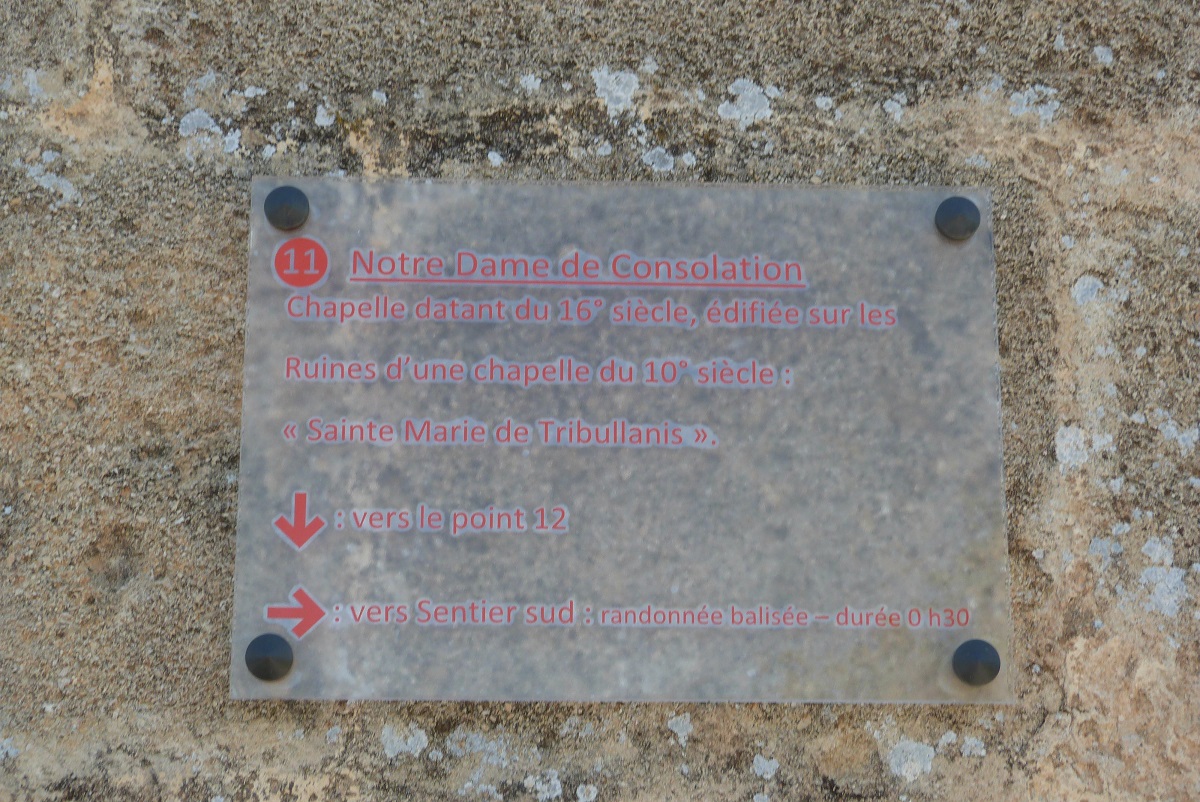 11 Notre Dame de Consolation
Chapelle datant du 16° siècle, édifiée sur les
Ruines d'une chapelle du 10° siècle :
« Sainte Marie de Tribullanis ».
: vers le point 12
: vers Sentier sud : randonnée balisée – durée 0 h30